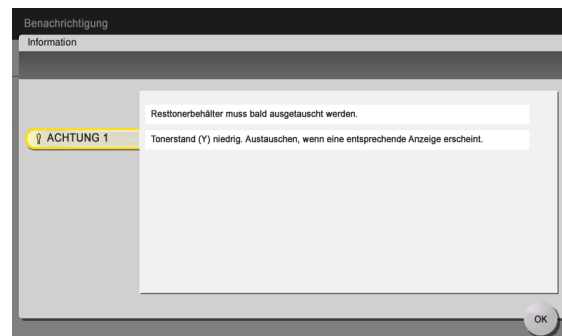 Benachrichtigung
Information
Resttonerbehälter muss bald ausgetauscht werden.
ACHTUNG 1
Tonerstand (Y) niedrig. Austauschen, wenn eine entsprechende Anzeige erscheint.
OK